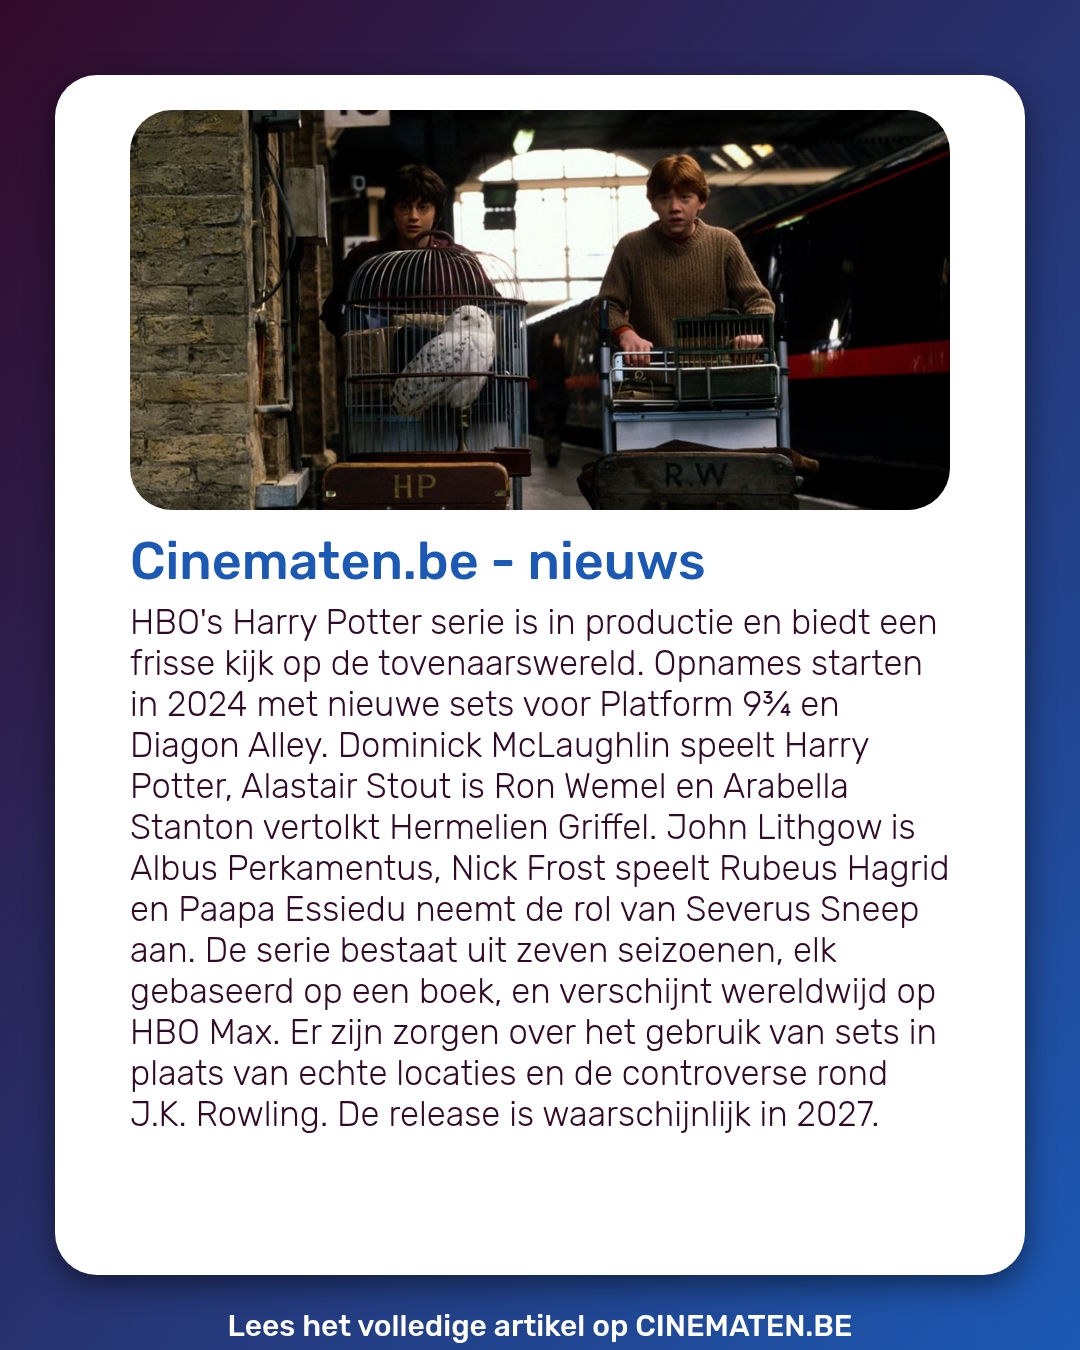 HP
R.W
Cinematen.be - nieuws
HBO's Harry Potter serie is in productie en biedt een
frisse kijk op de tovenaarswereld. Opnames starten
in 2024 met nieuwe sets voor Platform 9¾ en
Diagon Alley. Dominick McLaughlin speelt Harry
Potter, Alastair Stout is Ron Wemel en Arabella
Stanton vertolkt Hermelien Griffel. John Lithgow is
Albus Perkamentus, Nick Frost speelt Rubeus Hagrid
en Paapa Essiedu neemt de rol van Severus Sneep
aan. De serie bestaat uit zeven seizoenen, elk
gebaseerd op een boek, en verschijnt wereldwijd op
HBO Max. Er zijn zorgen over het gebruik van sets in
plaats van echte locaties en de controverse rond
J.K. Rowling. De release is waarschijnlijk in 2027.
Lees het volledige artikel op CINEMATEN.BE